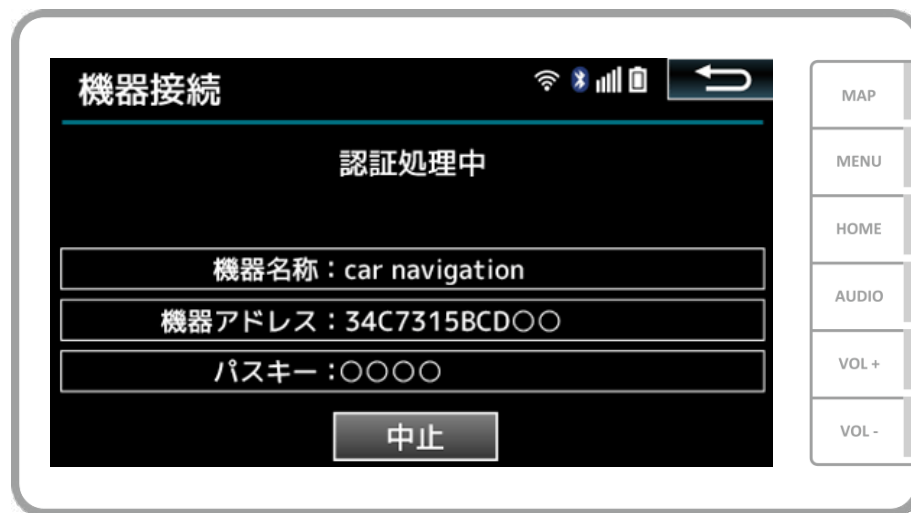 機器接続
認証処理中
機器名称：car navigation
機器アドレス：34C7315BCD○○
パスキー：○○○○
中止
MAP
MENU
HOME
AUDIO
VOL +
VOL -